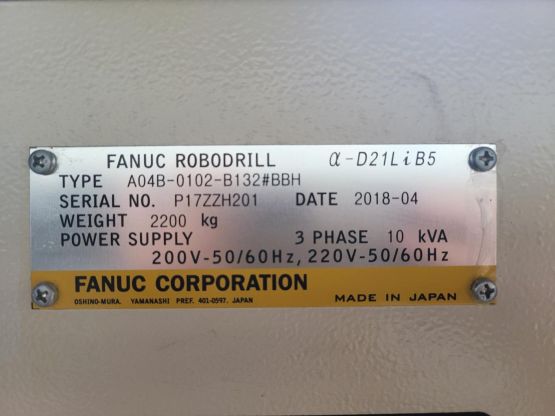 FANUC ROBODRILL α-D21LiB5
TYPE A04B-0102-B132#BBH
SERIAL NO. P17ZZH201 DATE 2018-04
WEIGHT 2200 kg
POWER SUPPLY 3 PHASE 10 kVA
200V-50/60Hz, 220V-50/60Hz
FANUC CORPORATION
OSHINO-MURA. YAMANASHI PREF. 401-0597. JAPAN MADE IN JAPAN